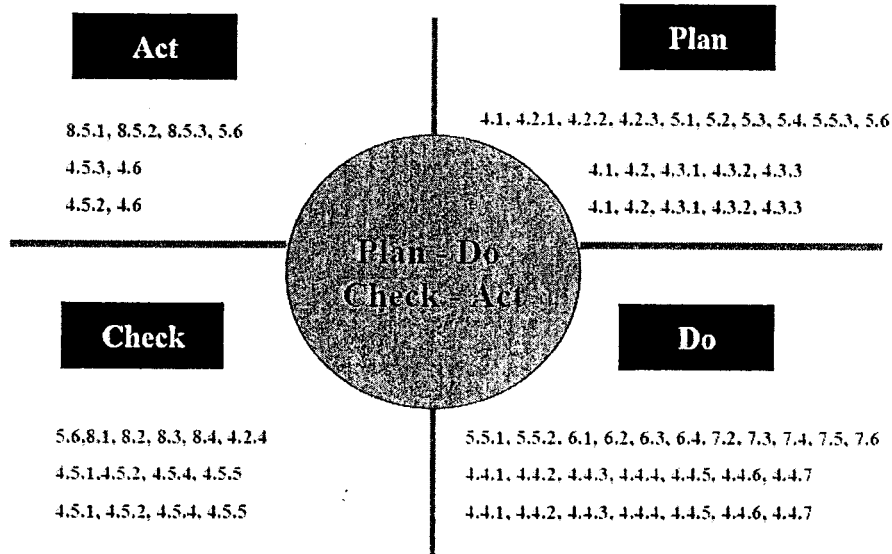 Act
8.5.1, 8.5.2, 8.5.3, 5.6
4.5.3, 4.6
4.5.2, 4.6
Plan
4.1, 4.2.1, 4.2.2, 4.2.3, 5.1, 5.2, 5.3, 5.4, 5.5.3, 5.6
4.1, 4.2, 4.3.1, 4.3.2, 4.3.3
4.1, 4.2, 4.3.1, 4.3.2, 4.3.3
Plan - Do
Check - Act
Check
5.6,8.1, 8.2, 8.3, 8.4, 4.2.4
4.5.1,4.5.2, 4.5.4, 4.5.5
4.5.1, 4.5.2, 4.5.4, 4.5.5
Do
5.5.1, 5.5.2, 6.1, 6.2, 6.3, 6.4, 7.2, 7.3, 7.4, 7.5, 7.6
4.4.1, 4.4.2, 4.4.3, 4.4.4, 4.4.5, 4.4.6, 4.4.7
4.4.1, 4.4.2, 4.4.3, 4.4.4, 4.4.5, 4.4.6, 4.4.7